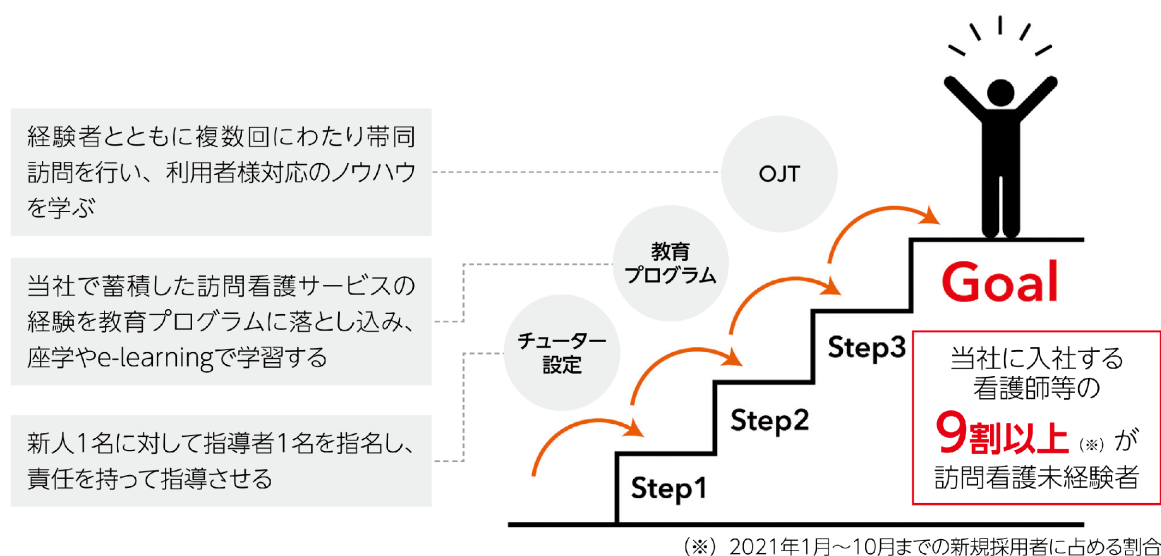 経験者とともに複数回にわたり帯同
訪問を行い、利用者様対応のノウハウ
を学ぶ
OJT
当社で蓄積した訪問看護サービスの
経験を教育プログラムに落とし込み、
座学やe-learningで学習する
教育
プログラム
新人1名に対して指導者1名を指名し、
責任を持って指導させる
チューター
設定
Step1
Step2
Step3
Goal
当社に入社する
看護師等の
9割以上（※）が
訪問看護未経験者
（※）2021年1月～10月までの新規採用者に占める割合